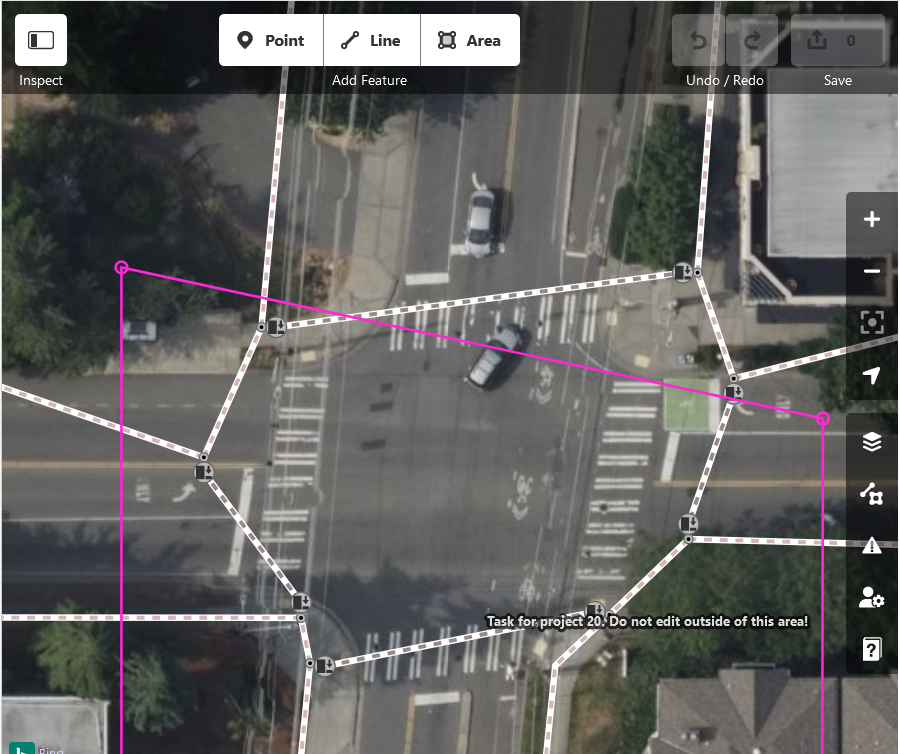 Point
Line
Area
0
Inspect
Add Feature
Undo / Redo
Save
Task for project 20. Do not edit outside of this area!
Bing